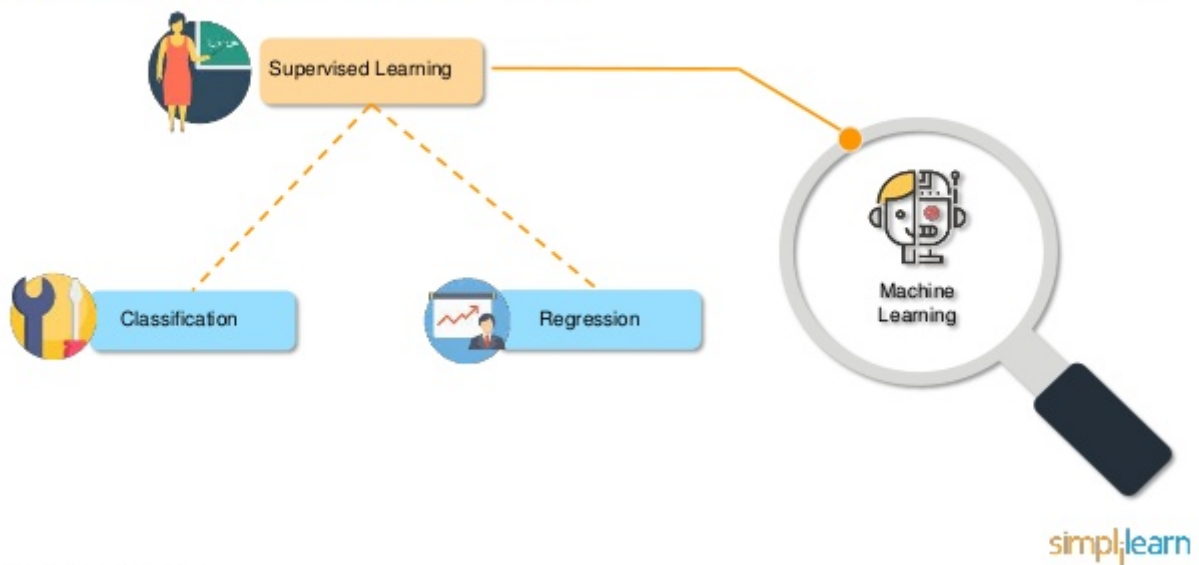 Supervised Learning
Classification
Regression
Machine
Learning
simplilearn